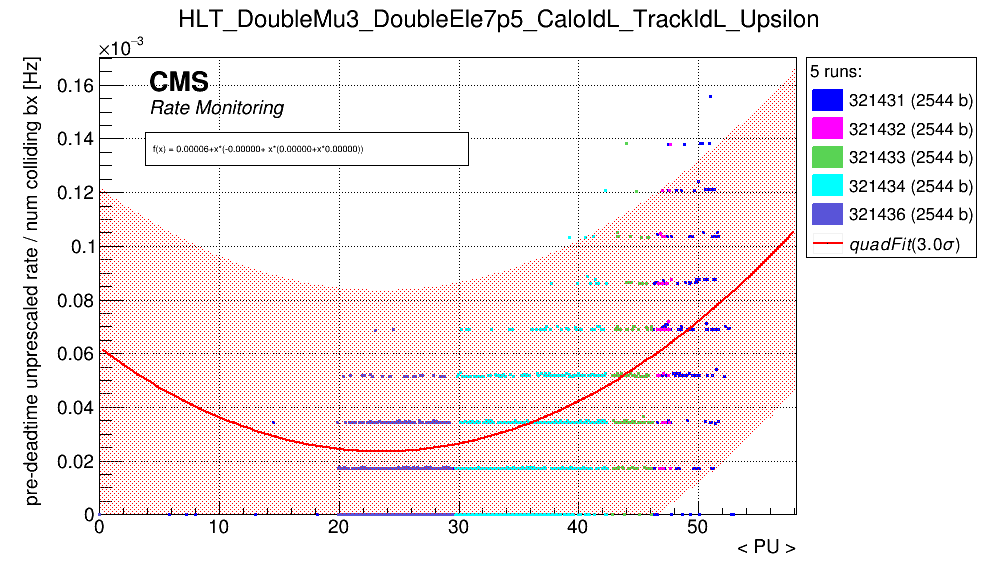 HLT_DoubleMu3_DoubleEle7p5_CaloIdL_TrackIdL_Upsilon
×10⁻³
pre-deadtime unprescaled rate / num colliding bx [Hz]
CMS
Rate Monitoring
f(x) = 0.00006+x*(-0.00000+ x*(0.00000+x*0.00000))
0.16
0.14
0.12
0.1
0.08
0.06
0.04
0.02
0
0 10 20 30 40 50
< PU >
5 runs:
321431 (2544 b)
321432 (2544 b)
321433 (2544 b)
321434 (2544 b)
321436 (2544 b)
quadFit(3.0σ)